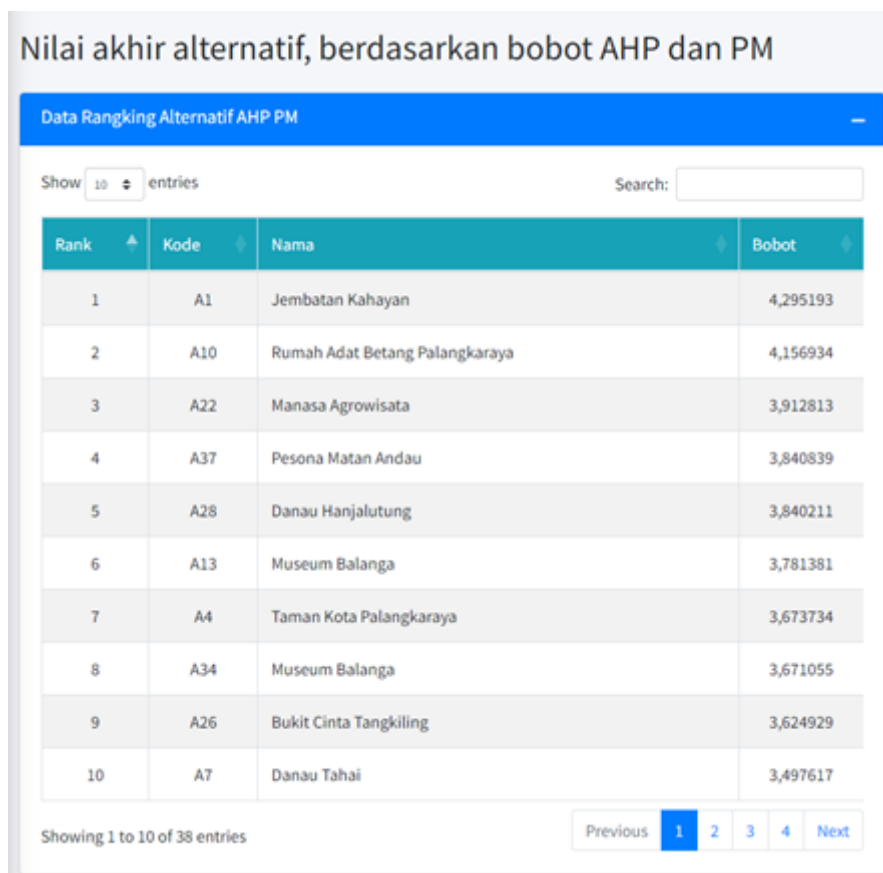 Nilai akhir alternatif, berdasarkan bobot AHP dan PM
Data Rangking Alternatif AHP PM
Show 10 entries Search:
Rank Kode Nama Bobot
1 A1 Jembatan Kahayan 4,295193
2 A10 Rumah Adat Betang Palangkaraya 4,156934
3 A22 Manasa Agrowisata 3,912813
4 A37 Pesona Matan Andau 3,840839
5 A28 Danau Hanjalutung 3,840211
6 A13 Museum Balanga 3,781381
7 A4 Taman Kota Palangkaraya 3,673734
8 A34 Museum Balanga 3,671055
9 A26 Bukit Cinta Tangkiling 3,624929
10 A7 Danau Tahai 3,497617
Showing 1 to 10 of 38 entries Previous 1 2 3 4 Next